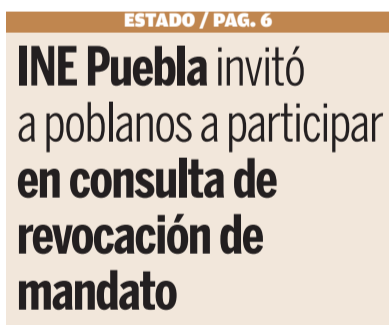 ESTADO / PAG. 6
INE Puebla invitó
a poblanos a participar
en consulta de
revocación de
mandato